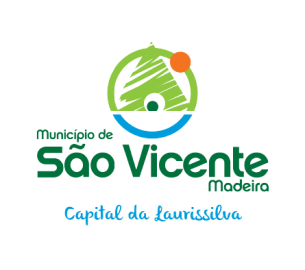 Município de
São Vicente
Madeira
Capital da Laurissilva